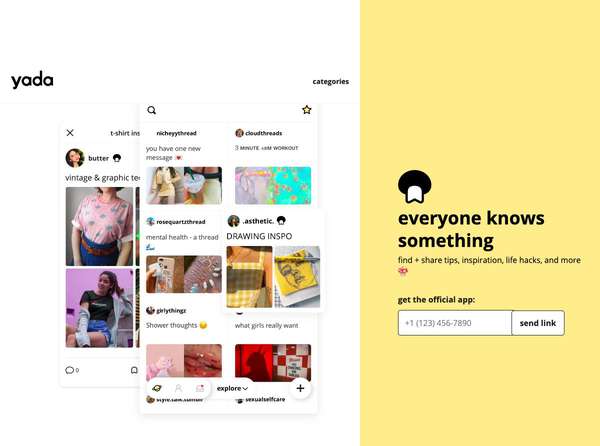 yada
categories
t-shirt ins
butter
vintage & graphic tee
0
nicheyythread
you have one new
message
cloudthreads
3 MINUTE ARM WORKOUT
rosequartzthread
mental health - a thread
.asthetic.
DRAWING INSPO
girlythingz
Shower thoughts
what girls really want
explore
style.talk.tumblr
sexualselfcare
everyone knows
something
find + share tips, inspiration, life hacks, and more
get the official app:
+1 (123) 456-7890
send link